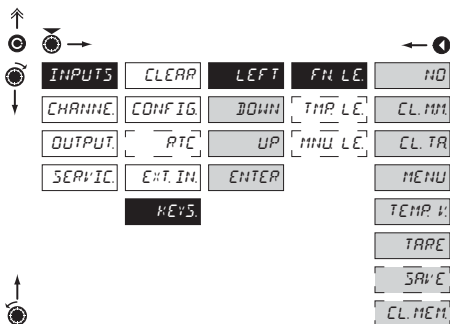 INPUTS CLEAR LEFT FN. LE. NO
CHANNE. CONFIG. DOWN TMP. LE. CL. MM.
OUTPUT. RTC UP MNU. LE. CL. TA
SERVIC. EXT. IN. ENTER MENU
KEYS. TEMP. V.
TARE
SAVE
CL. MEM.